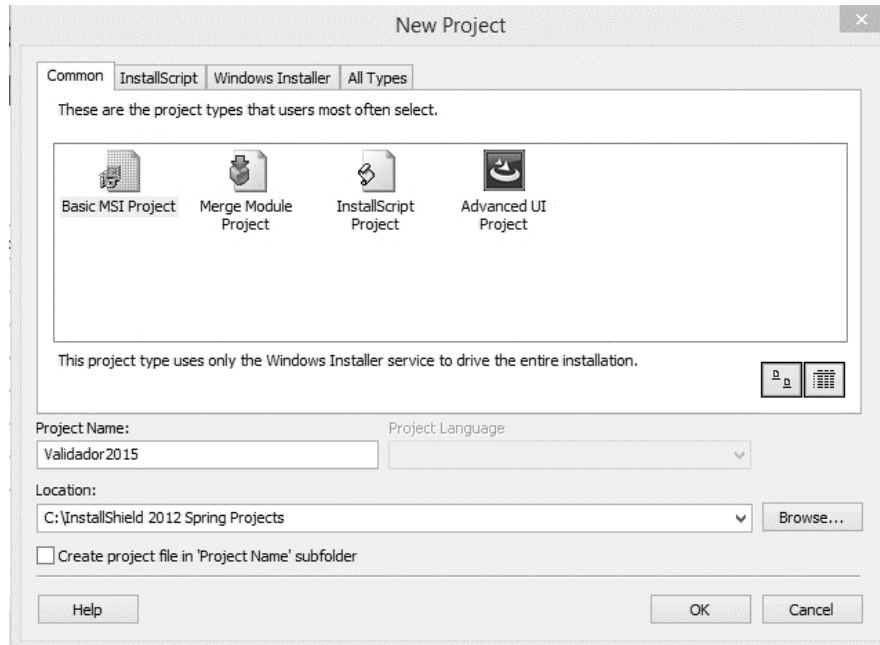 New Project
Common
InstallScript
Windows Installer
All Types
These are the project types that users most often select.
Basic MSI Project
Merge Module
Project
InstallScript
Project
Advanced UI
Project
This project type uses only the Windows Installer service to drive the entire installation.
Project Name:
Project Language
Validador2015
Location:
C:\InstallShield 2012 Spring Projects
Browse...
Create project file in 'Project Name' subfolder
Help
OK
Cancel